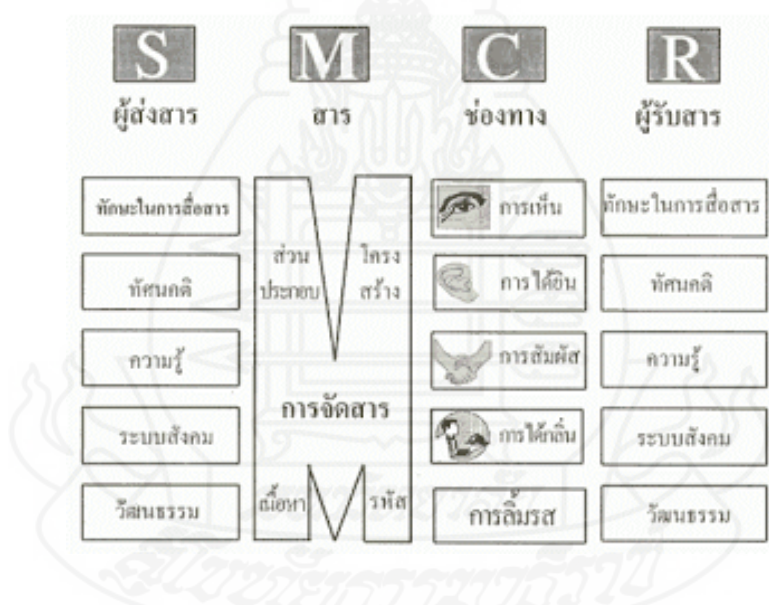 S M C R
ผู้ส่งสาร สาร ช่องทาง ผู้รับสาร
ทักษะในการสื่อสาร
ทัศนคติ
ความรู้
ระบบสังคม
วัฒนธรรม
ส่วน
ประกอบ
โครง
สร้าง
การจัดสาร
เนื้อหา
รหัส
การเห็น
การได้ยิน
การสัมผัส
การได้กลิ่น
การลิ้มรส
ทักษะในการสื่อสาร
ทัศนคติ
ความรู้
ระบบสังคม
วัฒนธรรม